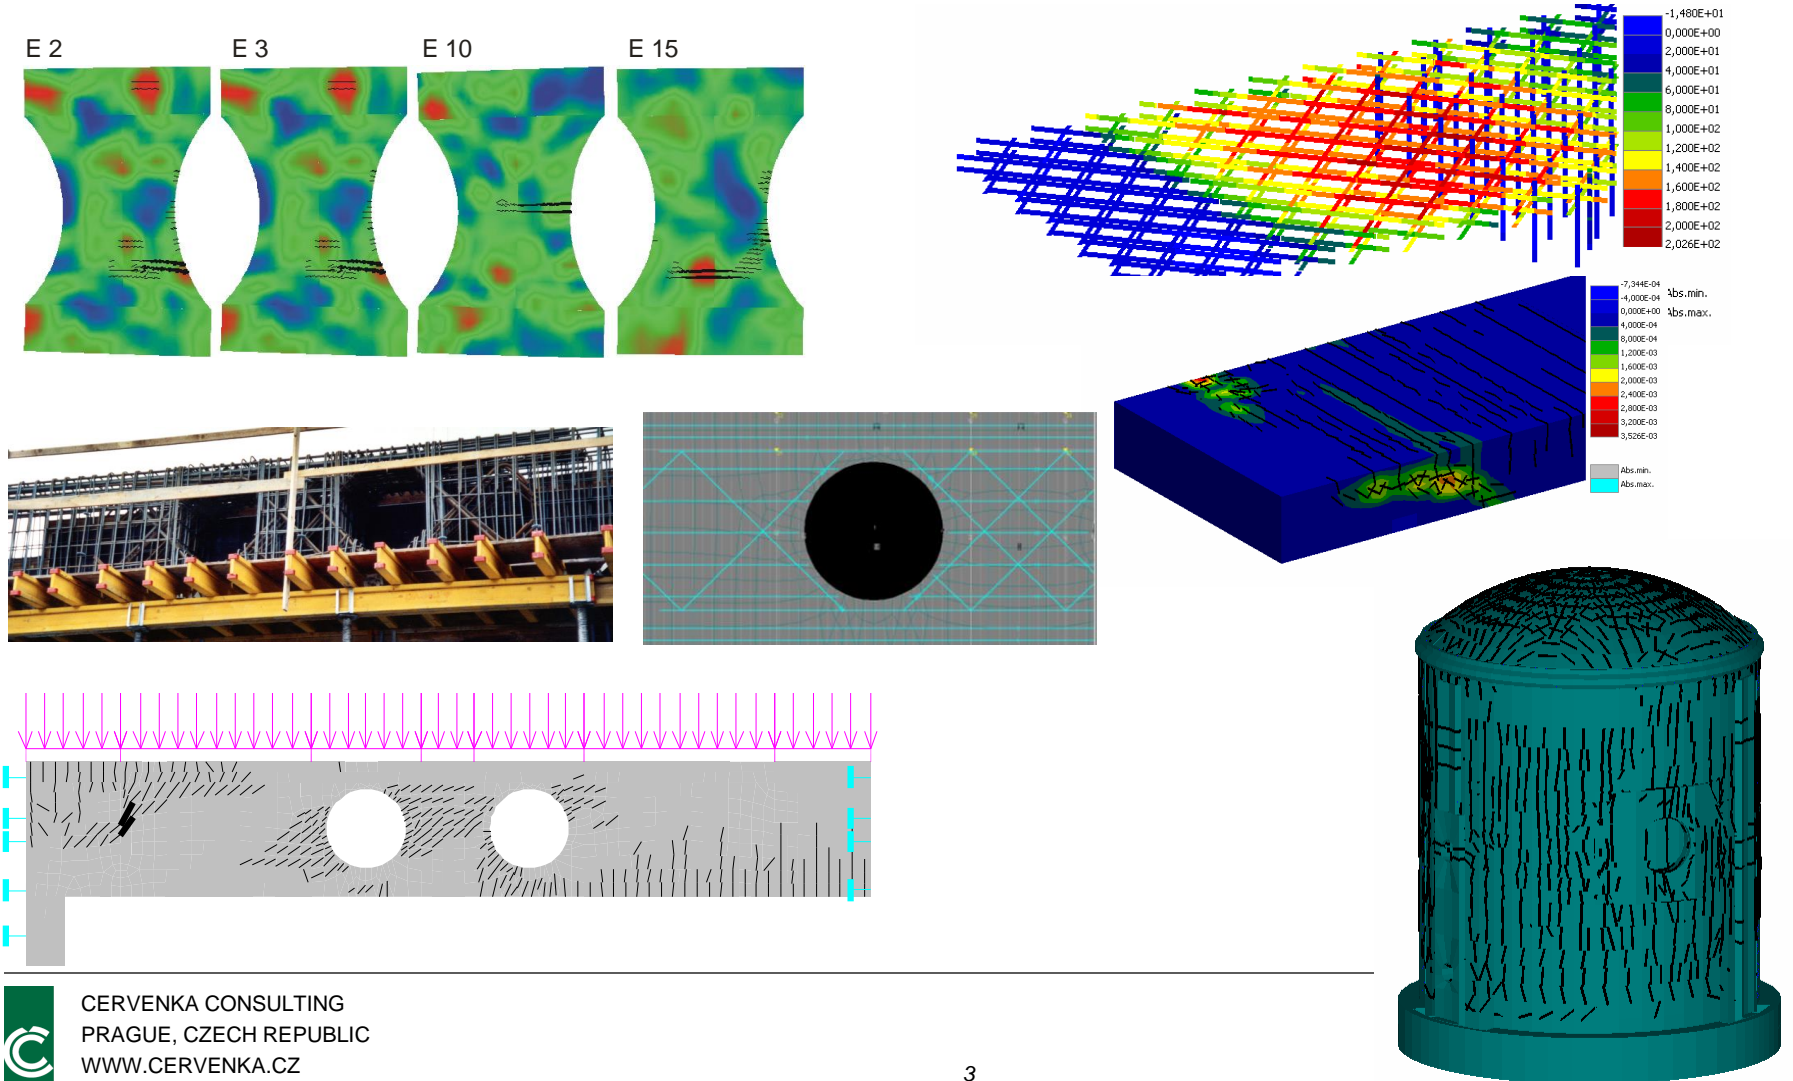 E 2
E 3
E 10
E 15
-1,480E+01
0,000E+00
2,000E+01
4,000E+01
6,000E+01
8,000E+01
1,000E+02
1,200E+02
1,400E+02
1,600E+02
1,800E+02
2,000E+02
2,026E+02
-7,344E-04
-4,000E-04
0,000E+00
4,000E-04
8,000E-04
1,200E-03
1,600E-03
2,000E-03
2,400E-03
2,800E-03
3,200E-03
3,526E-03
Abs.min.
Abs.max.
Abs.min.
Abs.max.
CERVENKA CONSULTING
PRAGUE, CZECH REPUBLIC
WWW.CERVENKA.CZ
3